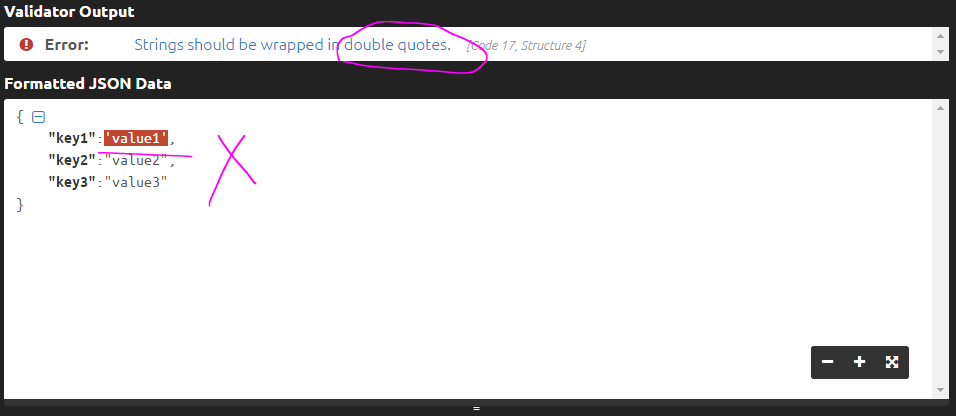 Validator Output
Error: Strings should be wrapped in double quotes. [Code 17, Structure 4]
Formatted JSON Data
{
"key1":'value1',
"key2":"value2",
"key3":"value3"
}